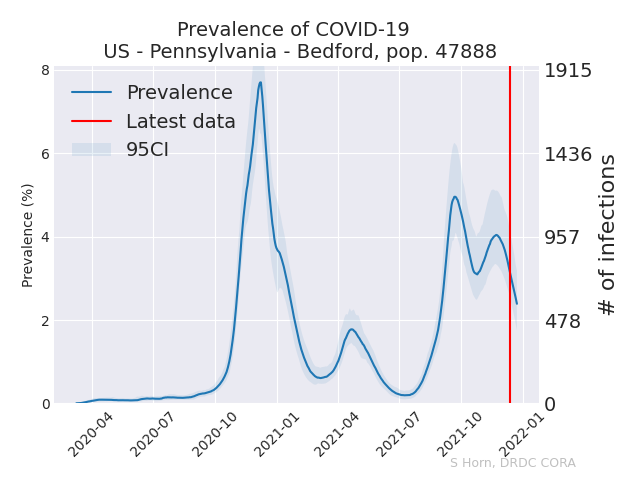 Prevalence of COVID-19
US - Pennsylvania - Bedford, pop. 47888
8
6
4
2
0
Prevalence (%)
Prevalence
Latest data
95CI
1915
1436
957
478
0
# of infections
2020-04
2020-07
2020-10
2021-01
2021-04
2021-07
2021-10
2022-01
S Horn, DRDC CORA